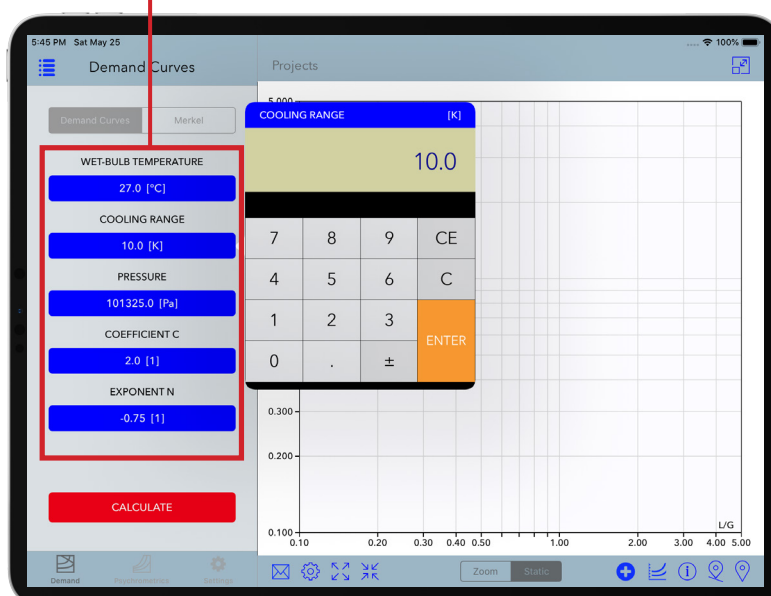 5:45 PM Sat May 25
100%
Demand Curves
Projects
Demand Curves
Merkel
WET-BULB TEMPERATURE
27.0 [°C]
COOLING RANGE
10.0 [K]
PRESSURE
101325.0 [Pa]
COEFFICIENT C
2.0 [1]
EXPONENT N
-0.75 [1]
CALCULATE
Demand
Psychrometrics
Settings
5.000
COOLING RANGE [K]
10.0
7 8 9 CE
4 5 6 C
1 2 3
ENTER
0 . ±
0.300
0.200
0.100
L/G
0.10 0.20 0.30 0.40 0.50 1.00 2.00 3.00 4.00 5.00
Zoom
Static